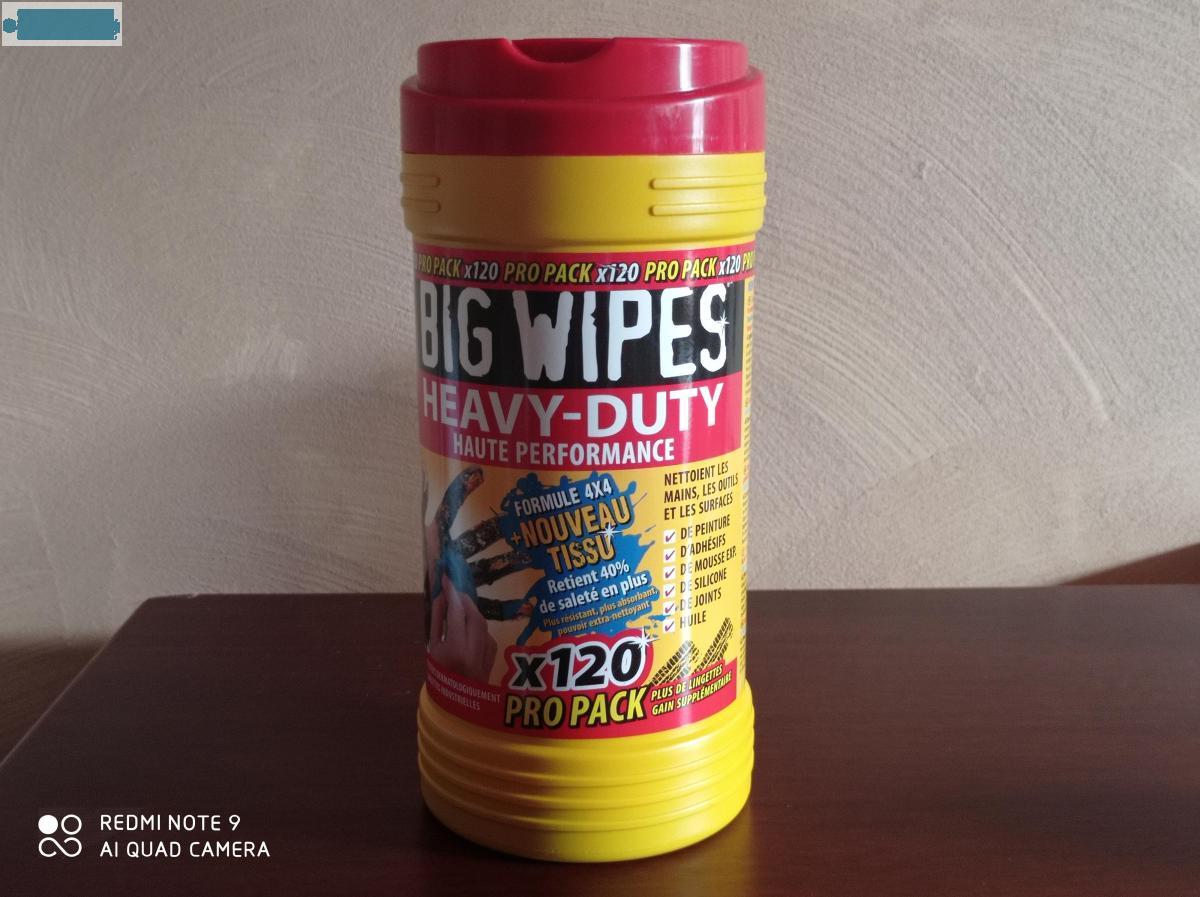 PRO PACK x120 PRO PACK x120 PRO PACK x120 PRO
BIG WIPES
HEAVY-DUTY
HAUTE PERFORMANCE
FORMULE 4X4
+NOUVEAU
TISSU
Retient 40%
de saleté en plus
Plus résistant, plus absorbant,
pouvoir extra-nettoyant
NETTOIENT LES
MAINS, LES OUTILS
ET LES SURFACES
DE PEINTURE
D'ADHÉSIFS
DE MOUSSE EXP.
DE SILICONE
DE JOINTS
HUILE
x120
PRO PACK
PLUS DE LINGETTES
GAIN SUPPLÉMENTAIRE
INDUSTRIELLES
REDMI NOTE 9
AI QUAD CAMERA